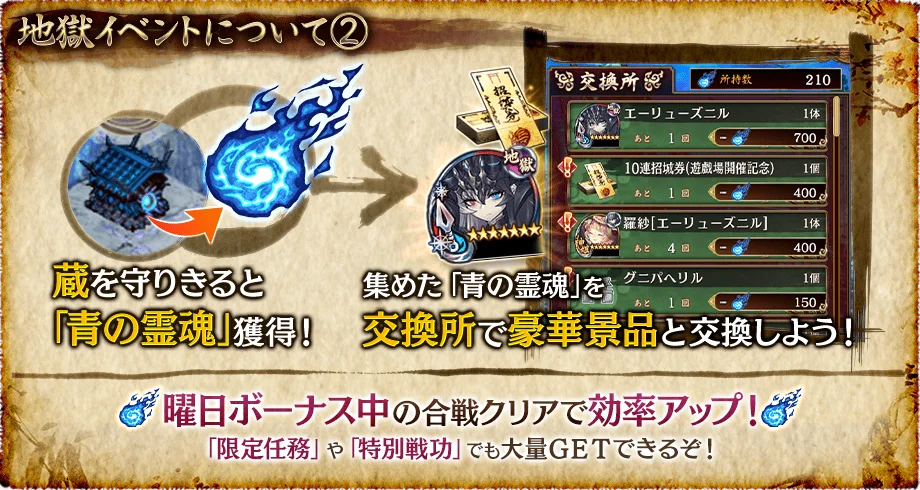 地獄イベントについて②
交換所
所持数 210
エーリューズニル 1体
あと 1 回 700
10連招城券(遊戯場開催記念) 1個
あと 1 回 400
羅紗[エーリューズニル] 1体
あと 4 回 400
グニパヘリル 1個
あと 1 回 150
招城券
地獄
蔵を守りきると
「青の霊魂」獲得！
集めた「青の霊魂」を
交換所で豪華景品と交換しよう！
曜日ボーナス中の合戦クリアで効率アップ！
「限定任務」や「特別戦功」でも大量GETできるぞ！